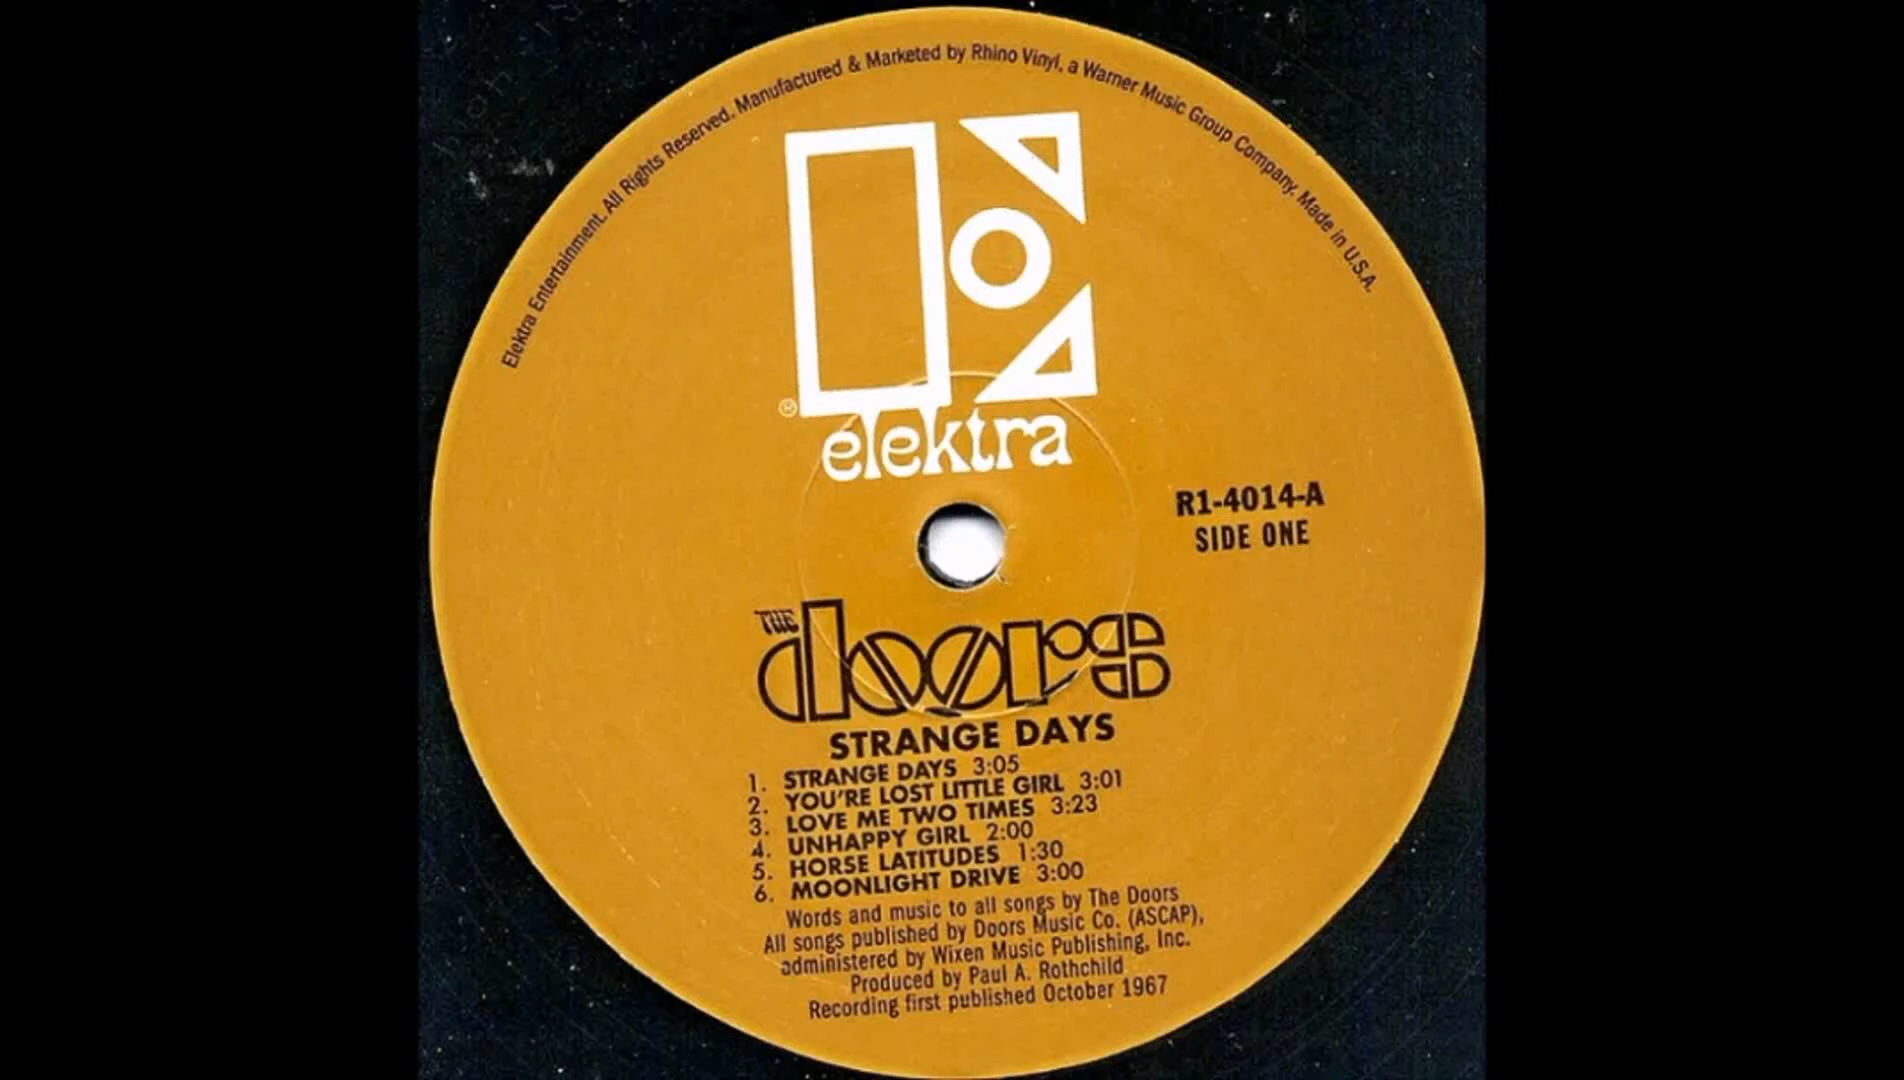 Elektra Entertainment. All Rights Reserved. Manufactured & Marketed by Rhino Vinyl, a Warner Music Group Company. Made in U.S.A.
®
elektra
R1-4014-A
SIDE ONE
THE
doors
STRANGE DAYS
1. STRANGE DAYS 3:05
2. YOU'RE LOST LITTLE GIRL 3:01
3. LOVE ME TWO TIMES 3:23
4. UNHAPPY GIRL 2:00
5. HORSE LATITUDES 1:30
6. MOONLIGHT DRIVE 3:00
Words and music to all songs by The Doors
All songs published by Doors Music Co. (ASCAP),
administered by Wixen Music Publishing, Inc.
Produced by Paul A. Rothchild
Recording first published October 1967